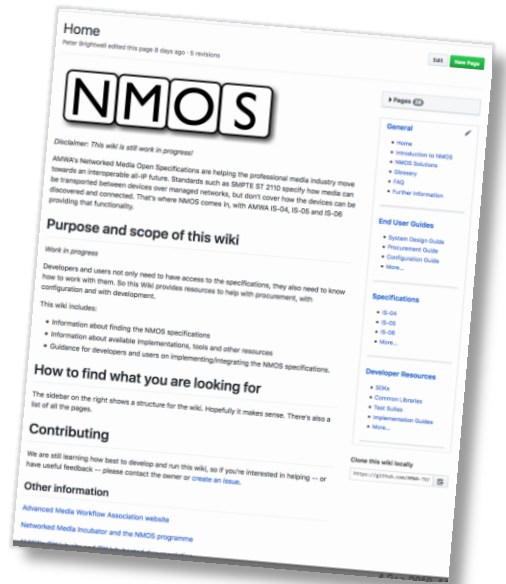 Home
Peter Brightwell edited this page 8 days ago · 5 revisions
Edit
New Page
NMOS
Disclaimer: This wiki is still work in progress!
AMWA's Networked Media Open Specifications are helping the professional media industry move
towards an interoperable all-IP future. Standards such as SMPTE ST 2110 specify how media can
be transported between devices over managed networks, but don't cover how the devices can be
discovered and connected. That's where NMOS comes in, with AMWA IS-04, IS-05 and IS-06
providing that functionality.
Purpose and scope of this wiki
Work in progress
Developers and users not only need to have access to the specifications, they also need to know
how to work with them. So this Wiki provides resources to help with procurement, with
configuration and with development.
This wiki includes:
• Information about finding the NMOS specifications
• Information about available implementations, tools and other resources
• Guidance for developers and users on implementing/integrating the NMOS specifications.
How to find what you are looking for
The sidebar on the right shows a structure for the wiki. Hopefully it makes sense. There's also a
list of all the pages.
Contributing
We are still learning how best to develop and run this wiki, so if you're interested in helping -- or
have useful feedback -- please contact the owner or create an issue.
Other information
Advanced Media Workflow Association website
Networked Media Incubator and the NMOS programme
Pages
General
• Home
• Introduction to NMOS
• NMOS Solutions
• Glossary
• FAQ
• Further Information
End User Guides
• System Design Guide
• Procurement Guide
• Configuration Guide
• More...
Specifications
• IS-04
• IS-05
• IS-06
• More...
Developer Resources
• SDKs
• Common Libraries
• Test Suites
• Implementation Guides
• More...
Clone this wiki locally
https://github.com/AMWA-TV/